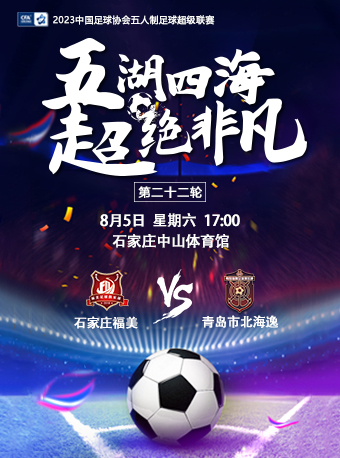 2023中国足球协会五人制足球超级联赛
五湖四海
超绝非凡
第二十二轮
8月5日 星期六 17:00
石家庄中山体育馆
VS
石家庄福美
青岛市北海逸